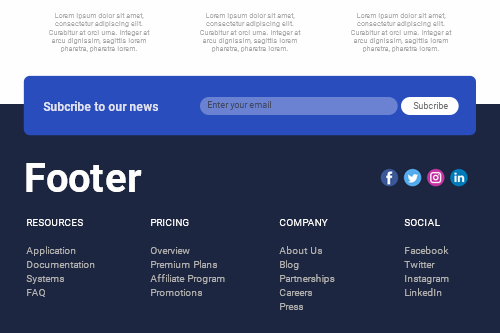 Lorem ipsum dolor sit amet, Lorem ipsum dolor sit amet, Lorem ipsum dolor sit amet,
consectetur adipiscing elit. consectetur adipiscing elit. consectetur adipiscing elit.
Curabitur at orci urna. Integer at Curabitur at orci urna. Integer at Curabitur at orci urna. Integer at
arcu dignissim, sagittis lorem arcu dignissim, sagittis lorem arcu dignissim, sagittis lorem
pharetra, pharetra lorem. pharetra, pharetra lorem. pharetra, pharetra lorem.
Subcribe to our news Enter your email Subcribe
Footer
RESOURCES PRICING COMPANY SOCIAL
Application Overview About Us Facebook
Documentation Premium Plans Blog Twitter
Systems Affiliate Program Partnerships Instagram
FAQ Promotions Careers LinkedIn
Press